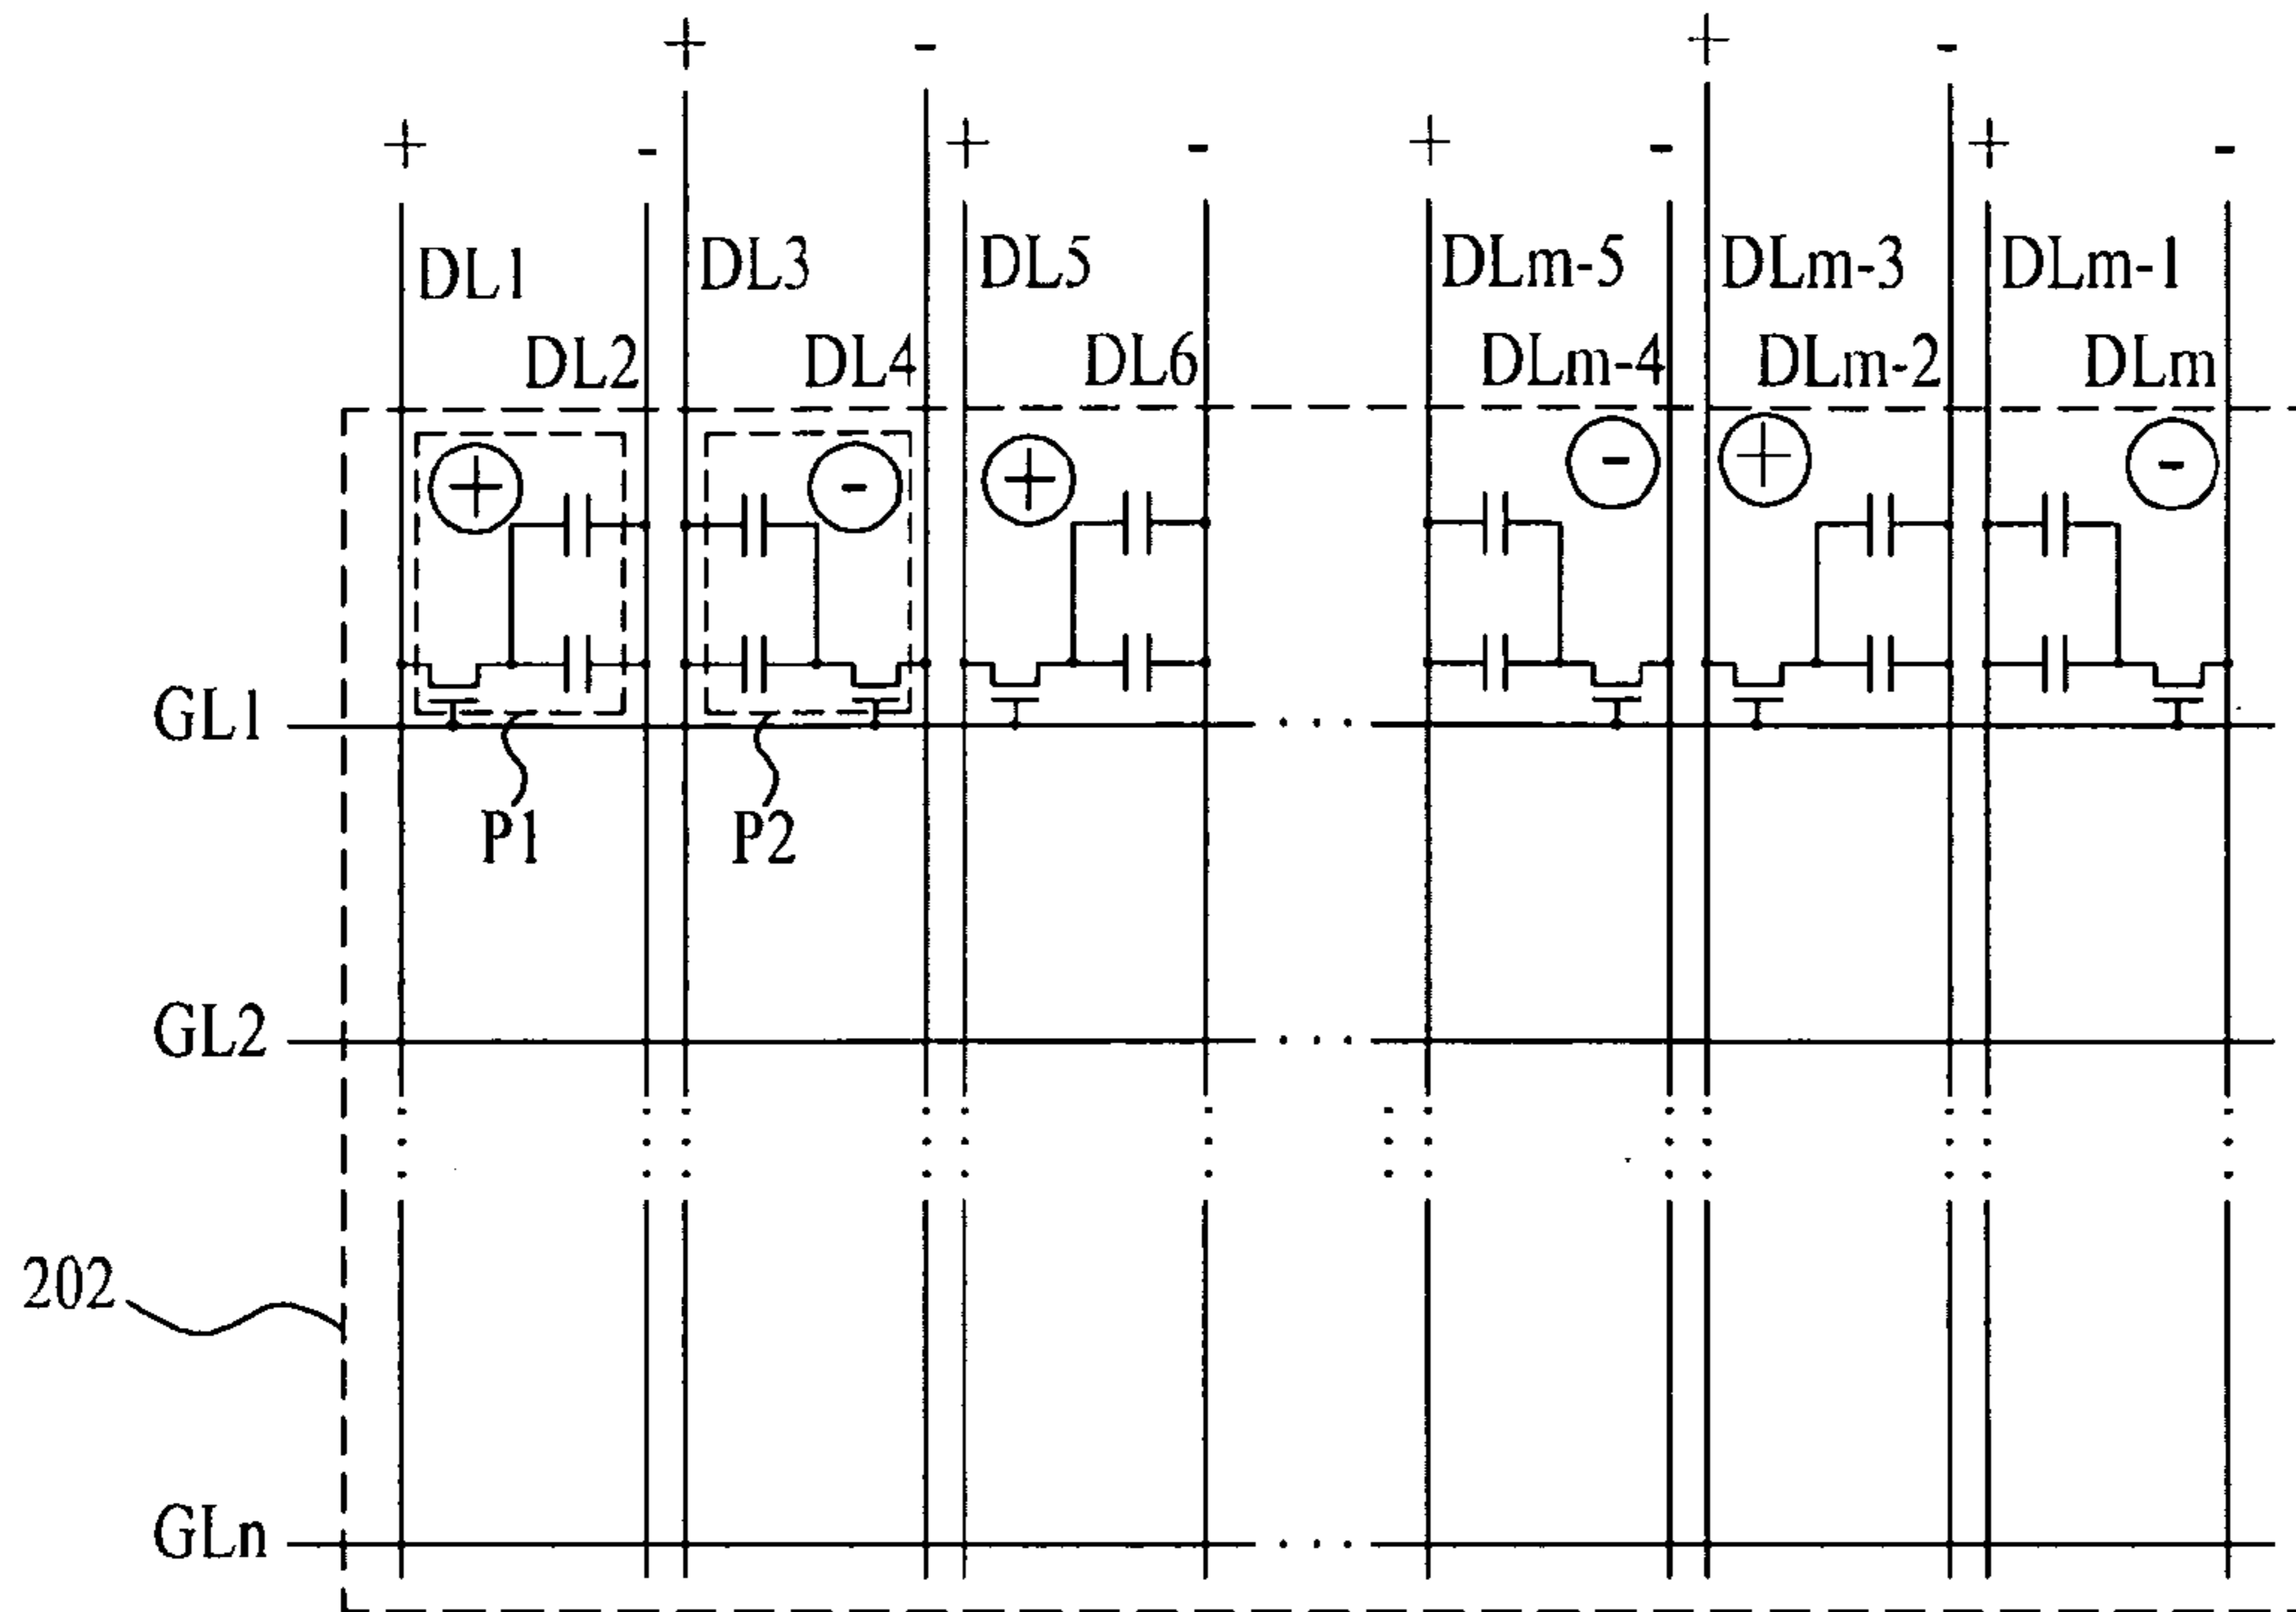 + - + -
+ - + - + - + -
DL1 DL3 DL5 DLm-5 DLm-3 DLm-1
DL2 DL4 DL6 DLm-4 DLm-2 DLm
+ - + - + -
GL1
P1 P2
GL2
202
GLn